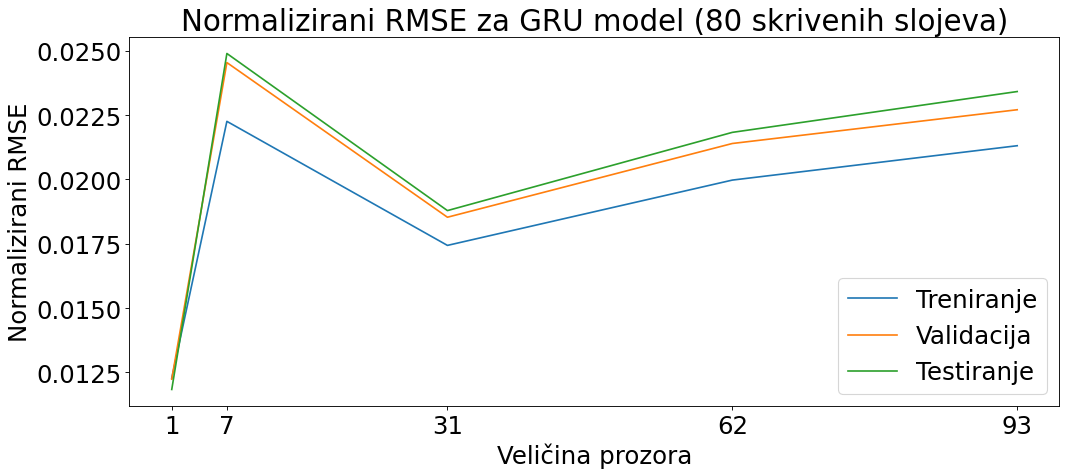 Normalizirani RMSE za GRU model (80 skrivenih slojeva)
Normalizirani RMSE
0.0250
0.0225
0.0200
0.0175
0.0150
0.0125
Treniranje
Validacija
Testiranje
1 7 31 62 93
Veličina prozora